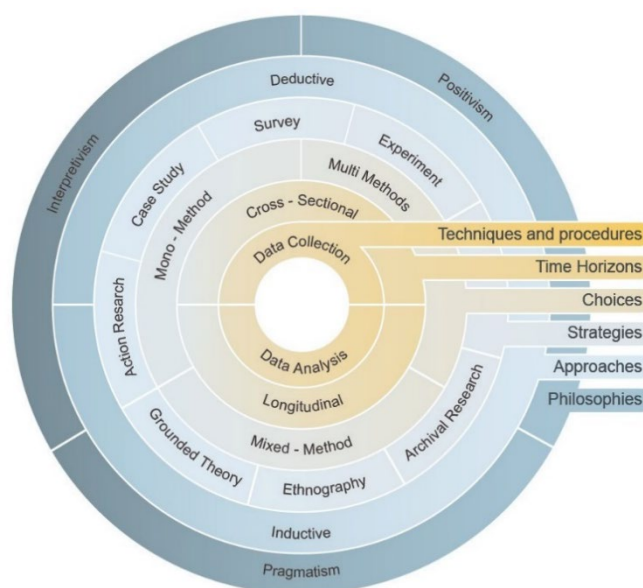 Positivism
Interpretivism
Pragmatism
Deductive
Inductive
Survey
Experiment
Case Study
Action Resarch
Grounded Theory
Ethnography
Archival Research
Mono - Method
Multi Methods
Mixed - Method
Cross - Sectional
Longitudinal
Data Collection
Data Analysis
Techniques and procedures
Time Horizons
Choices
Strategies
Approaches
Philosophies